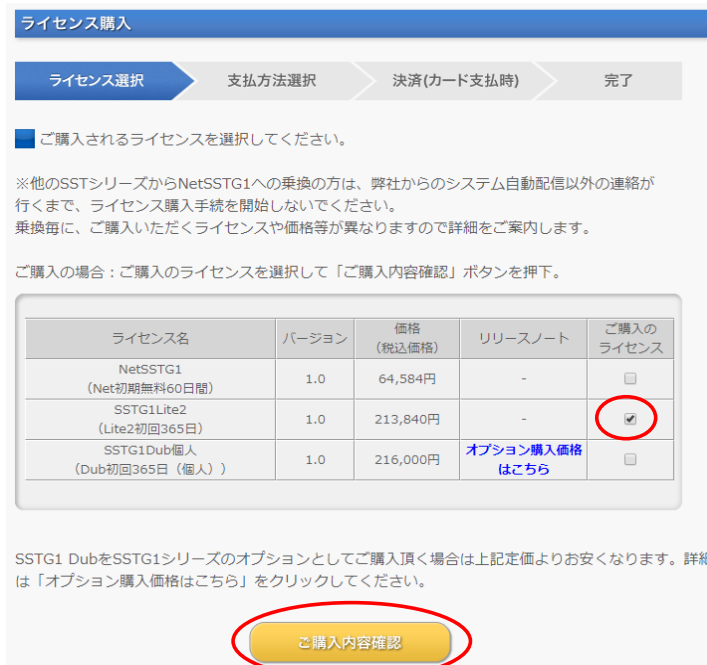 ライセンス購入
ライセンス選択 支払方法選択 決済(カード支払時) 完了
ご購入されるライセンスを選択してください。
※他のSSTシリーズからNetSSTG1への乗換の方は、弊社からのシステム自動配信以外の連絡が
行くまで、ライセンス購入手続を開始しないでください。
乗換毎に、ご購入いただくライセンスや価格等が異なりますので詳細をご案内します。
ご購入の場合：ご購入のライセンスを選択して「ご購入内容確認」ボタンを押下。
ライセンス名 バージョン 価格（税込価格） リリースノート ご購入のライセンス
NetSSTG1
（Net初期無料60日間） 1.0 64,584円 -
SSTG1Lite2
（Lite2初回365日） 1.0 213,840円 -
SSTG1Dub個人
（Dub初回365日（個人）） 1.0 216,000円 オプション購入価格はこちら
SSTG1 DubをSSTG1シリーズのオプションとしてご購入頂く場合は上記定価よりお安くなります。詳細
は「オプション購入価格はこちら」をクリックしてください。
ご購入内容確認